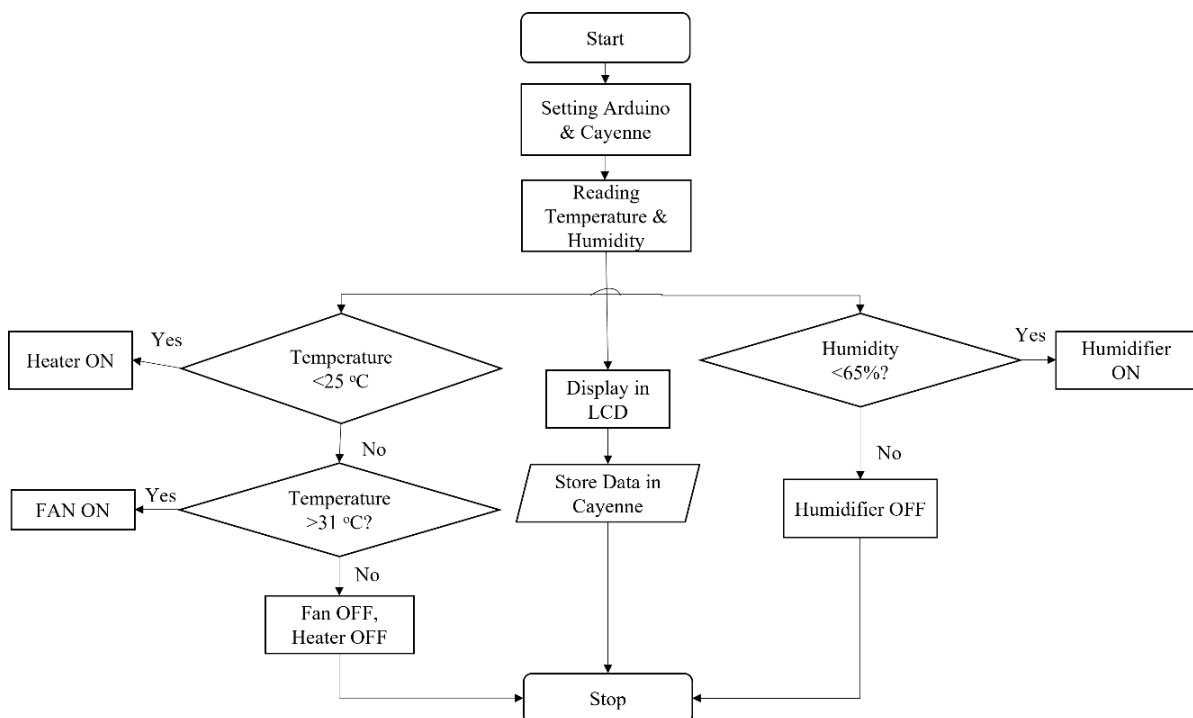 Start
Setting Arduino
& Cayenne
Reading
Temperature &
Humidity
Yes
Heater ON
Temperature
<25 °C
No
Yes
FAN ON
Temperature
>31 °C?
No
Fan OFF,
Heater OFF
Display in
LCD
Store Data in
Cayenne
Humidity
<65%?
Yes
Humidifier
ON
No
Humidifier OFF
Stop